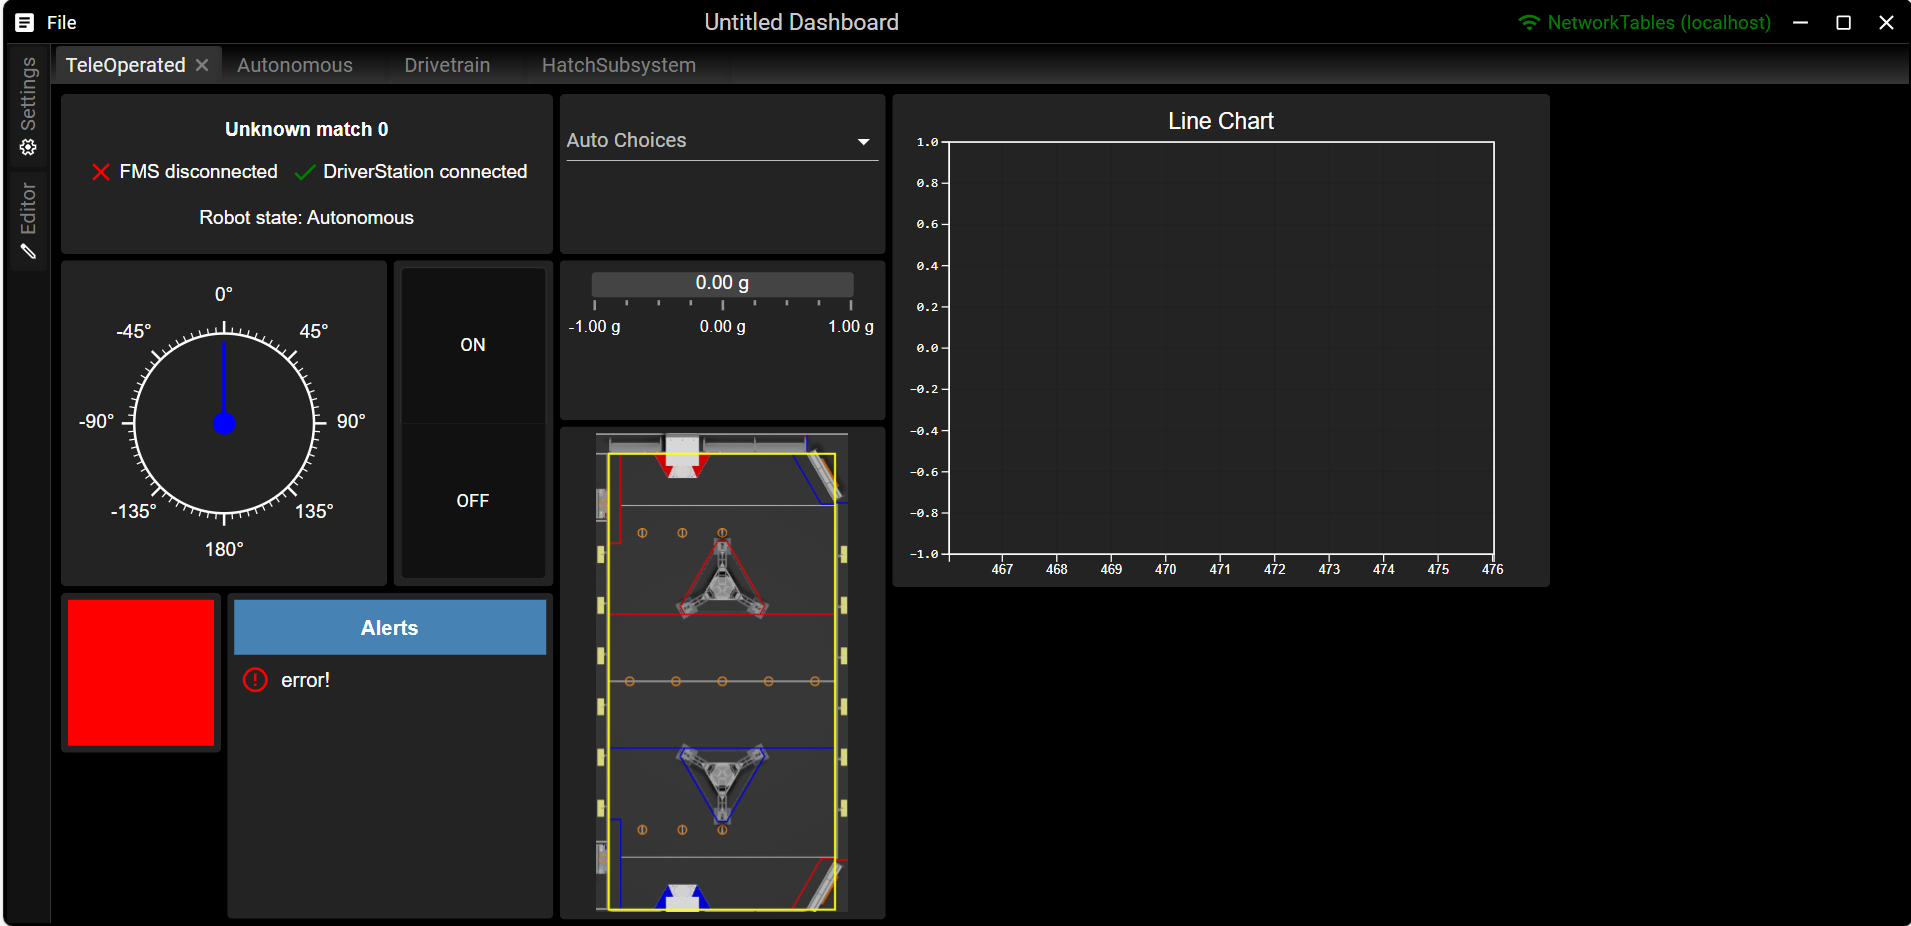 File
Untitled Dashboard
NetworkTables (localhost)
Settings
Editor
TeleOperated
Autonomous
Drivetrain
HatchSubsystem
Unknown match 0
FMS disconnected
DriverStation connected
Robot state: Autonomous
Auto Choices
Line Chart
1.0
0.8
0.6
0.4
0.2
0.0
-0.2
-0.4
-0.6
-0.8
-1.0
467 468 469 470 471 472 473 474 475 476
0°
-45° 45°
-90° 90°
-135° 135°
180°
ON
OFF
0.00 g
-1.00 g 0.00 g 1.00 g
Alerts
error!